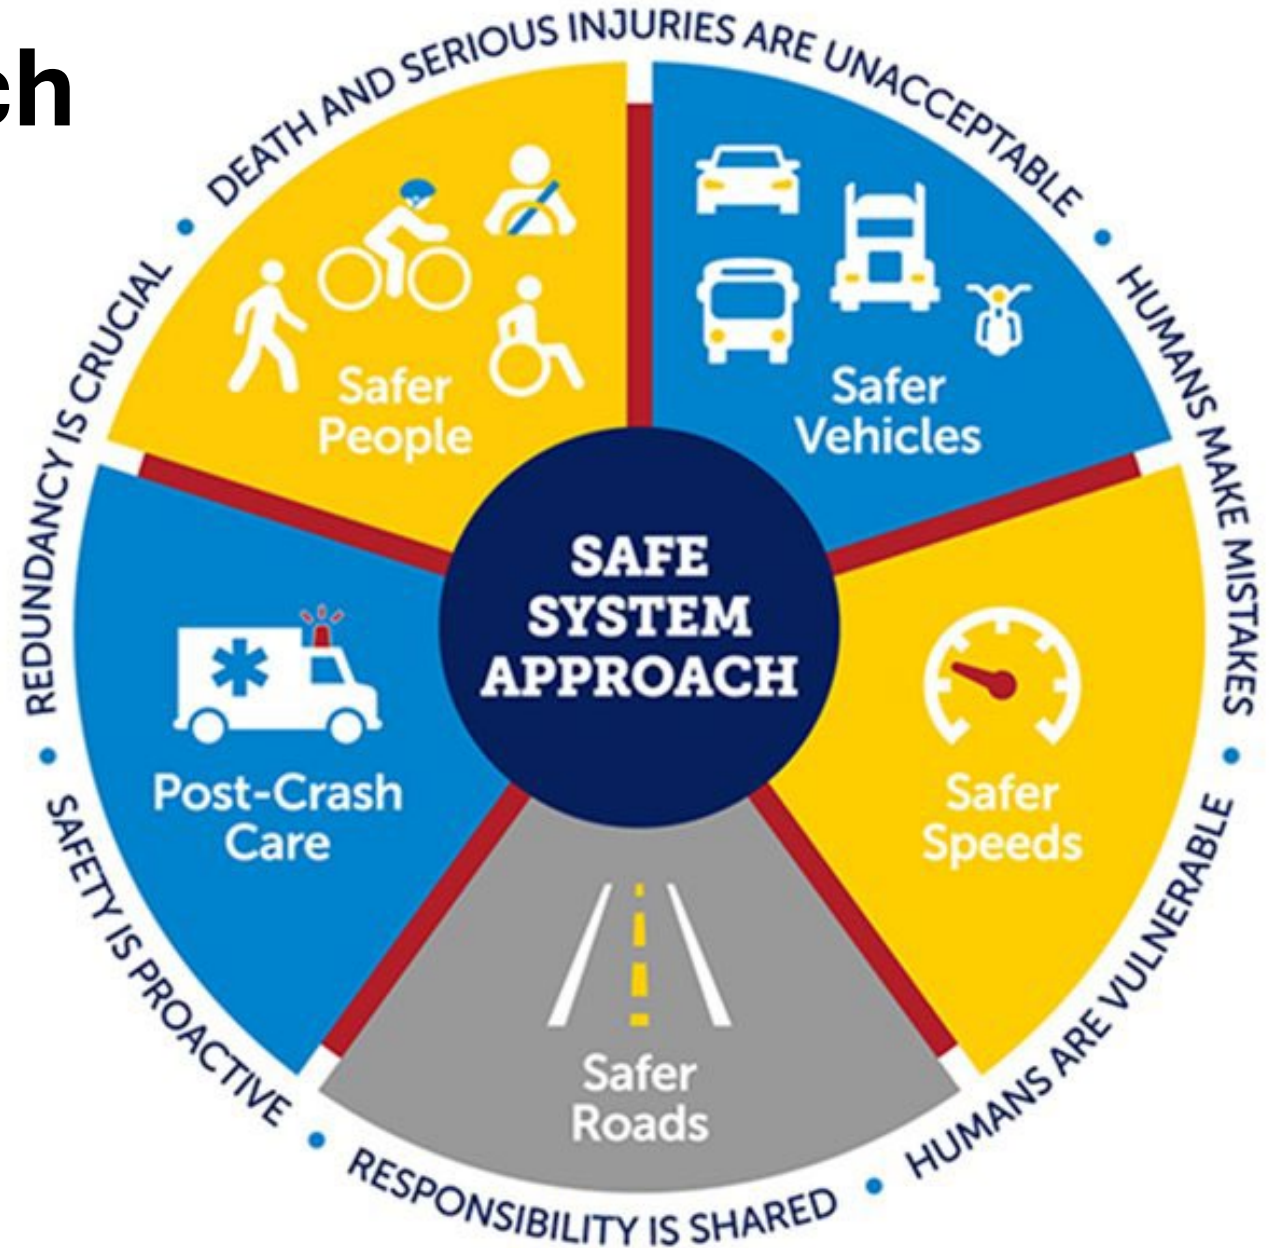 ch
DEATH AND SERIOUS INJURIES ARE UNACCEPTABLE
HUMANS MAKE MISTAKES
HUMANS ARE VULNERABLE
RESPONSIBILITY IS SHARED
SAFETY IS PROACTIVE
REDUNDANCY IS CRUCIAL
Safer
People
Safer
Vehicles
SAFE
SYSTEM
APPROACH
Post-Crash
Care
Safer
Speeds
Safer
Roads